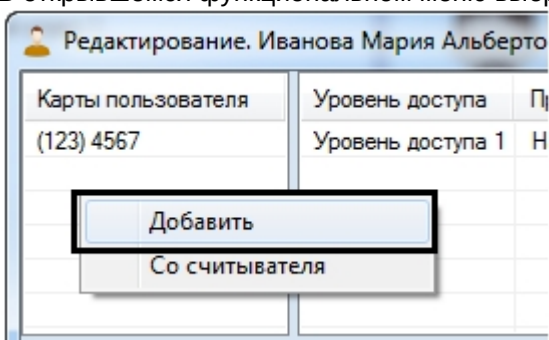 Редактирование. Иванова Мария Альберто
Карты пользователя Уровень доступа
(123) 4567 Уровень доступа 1 Н
Добавить
Со считывателя